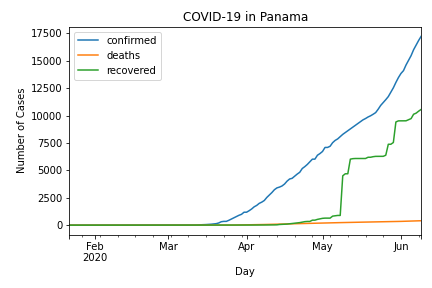 COVID-19 in Panama
confirmed
deaths
recovered
Number of Cases
17500
15000
12500
10000
7500
5000
2500
0
Feb
2020
Mar
Apr
May
Jun
Day